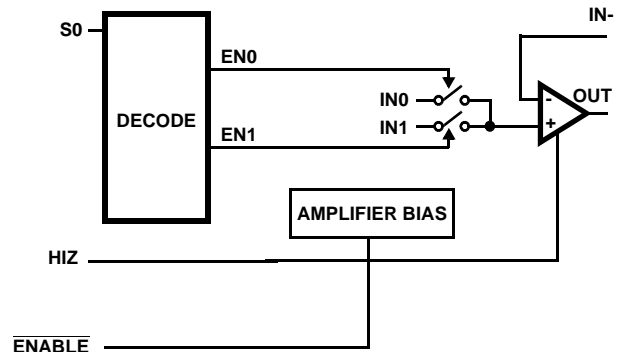 IN-
S0
EN0
IN0
OUT
-
DECODE
IN1
+
EN1
AMPLIFIER BIAS
HIZ
ENABLE